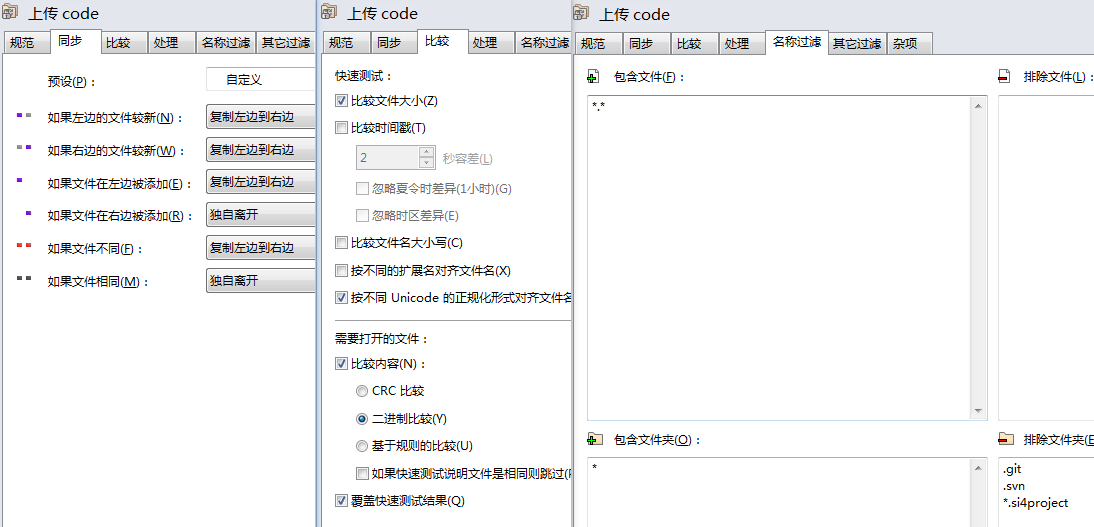 上传 code
规范 同步 比较 处理 名称过滤 其它过滤
预设(P)： 自定义
如果左边的文件较新(N)： 复制左边到右边
如果右边的文件较新(W)： 复制左边到右边
如果文件在左边被添加(E)： 复制左边到右边
如果文件在右边被添加(R)： 独自离开
如果文件不同(F)： 复制左边到右边
如果文件相同(M)： 独自离开
上传 code
规范 同步 比较 处理 名称过滤
快速测试：
比较文件大小(Z)
比较时间戳(T)
2 秒容差(L)
忽略夏令时差异(1小时)(G)
忽略时区差异(E)
比较文件名大小写(C)
按不同的扩展名对齐文件名(X)
按不同 Unicode 的正规化形式对齐文件名
需要打开的文件：
比较内容(N)：
CRC 比较
二进制比较(Y)
基于规则的比较(U)
如果快速测试说明文件是相同则跳过(
覆盖快速测试结果(Q)
上传 code
规范 同步 比较 处理 名称过滤 其它过滤 杂项
包含文件(F)：
*.*
排除文件(L)：
包含文件夹(O)：
*
排除文件夹(E
.git
.svn
*.si4project